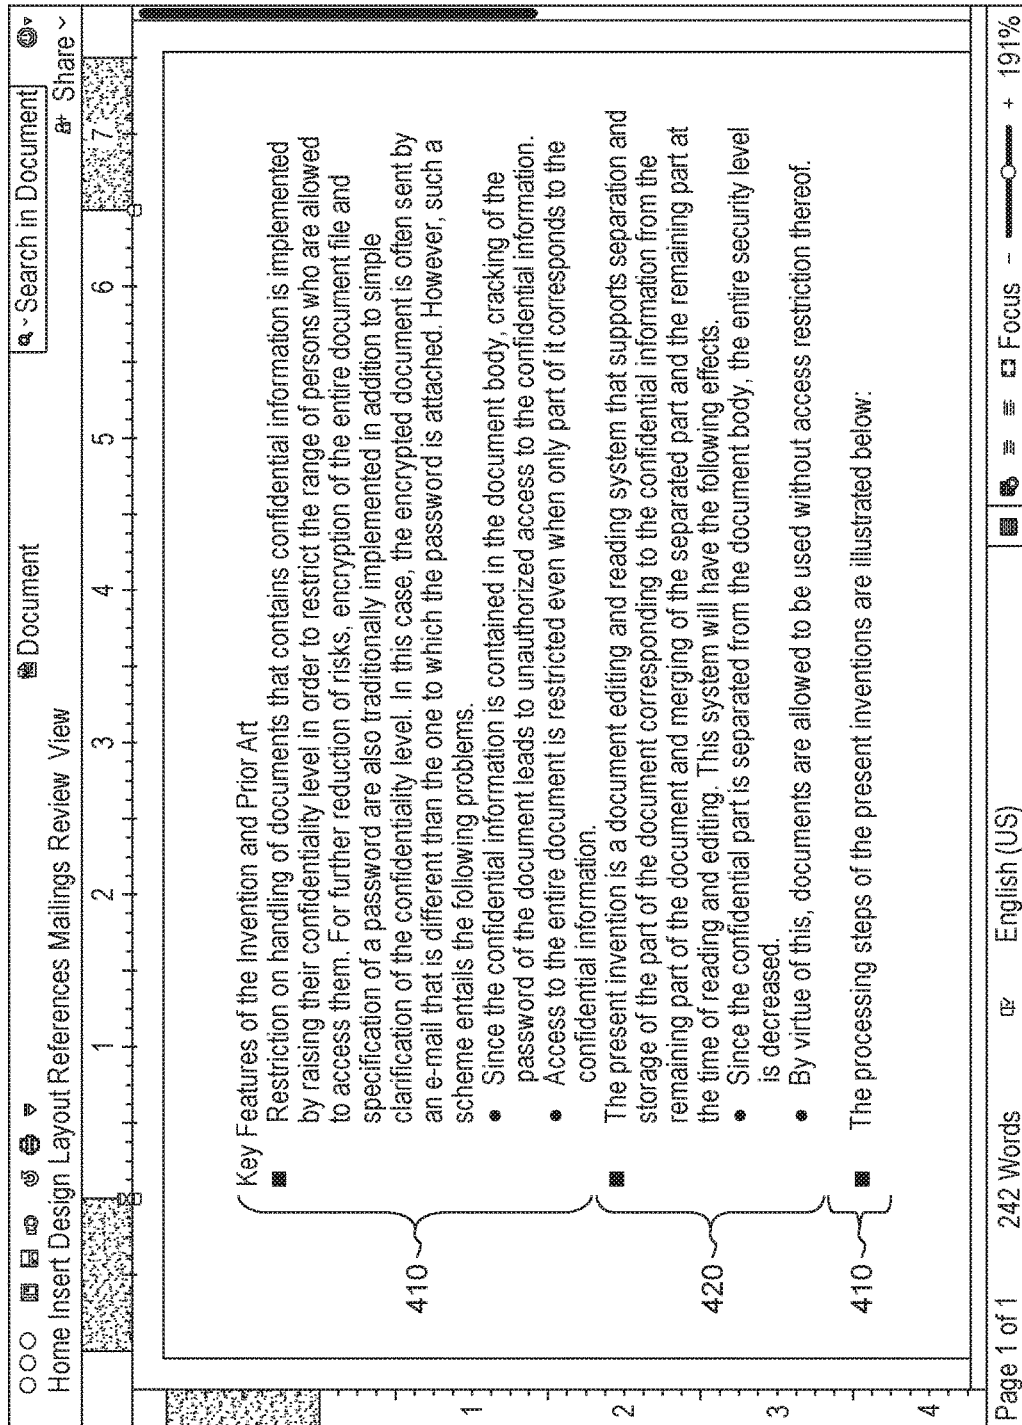 Document
Search in Document
Home Insert Design Layout References Mailings Review View
Share
1 2 3 4 5 6 7
Key Features of the Invention and Prior Art
Restriction on handling of documents that contains confidential information is implemented
by raising their confidentiality level in order to restrict the range of persons who are allowed
to access them. For further reduction of risks, encryption of the entire document file and
specification of a password are also traditionally implemented in addition to simple
clarification of the confidentiality level. In this case, the encrypted document is often sent by
an e-mail that is different than the one to which the password is attached. However, such a
scheme entails the following problems.
• Since the confidential information is contained in the document body, cracking of the
password of the document leads to unauthorized access to the confidential information.
• Access to the entire document is restricted even when only part of it corresponds to the
confidential information.
The present invention is a document editing and reading system that supports separation and
storage of the part of the document corresponding to the confidential information from the
remaining part of the document and merging of the separated part and the remaining part at
the time of reading and editing. This system will have the following effects.
• Since the confidential part is separated from the document body, the entire security level
is decreased.
• By virtue of this, documents are allowed to be used without access restriction thereof.
The processing steps of the present inventions are illustrated below:
410
420
410
1
2
3
4
Page 1 of 1 242 Words English (US) Focus - + 191%